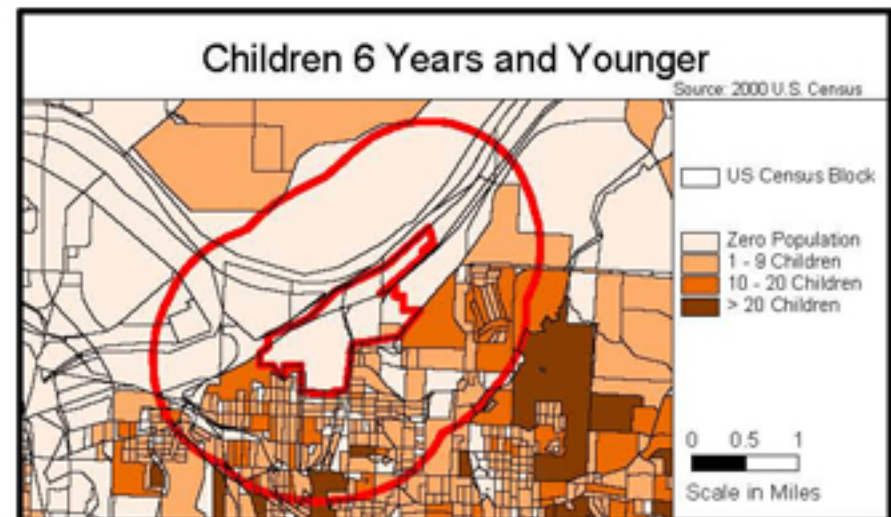 Children 6 Years and Younger
Source: 2000 U.S. Census
US Census Block
Zero Population
1 - 9 Children
10 - 20 Children
> 20 Children
0 0.5 1
Scale in Miles